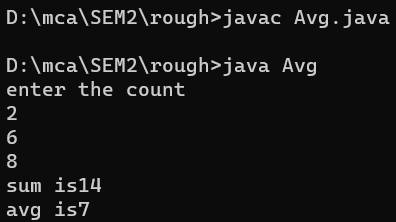 D:\mca\SEM2\rough>javac Avg.java
D:\mca\SEM2\rough>java Avg
enter the count
2
6
8
sum is14
avg is7